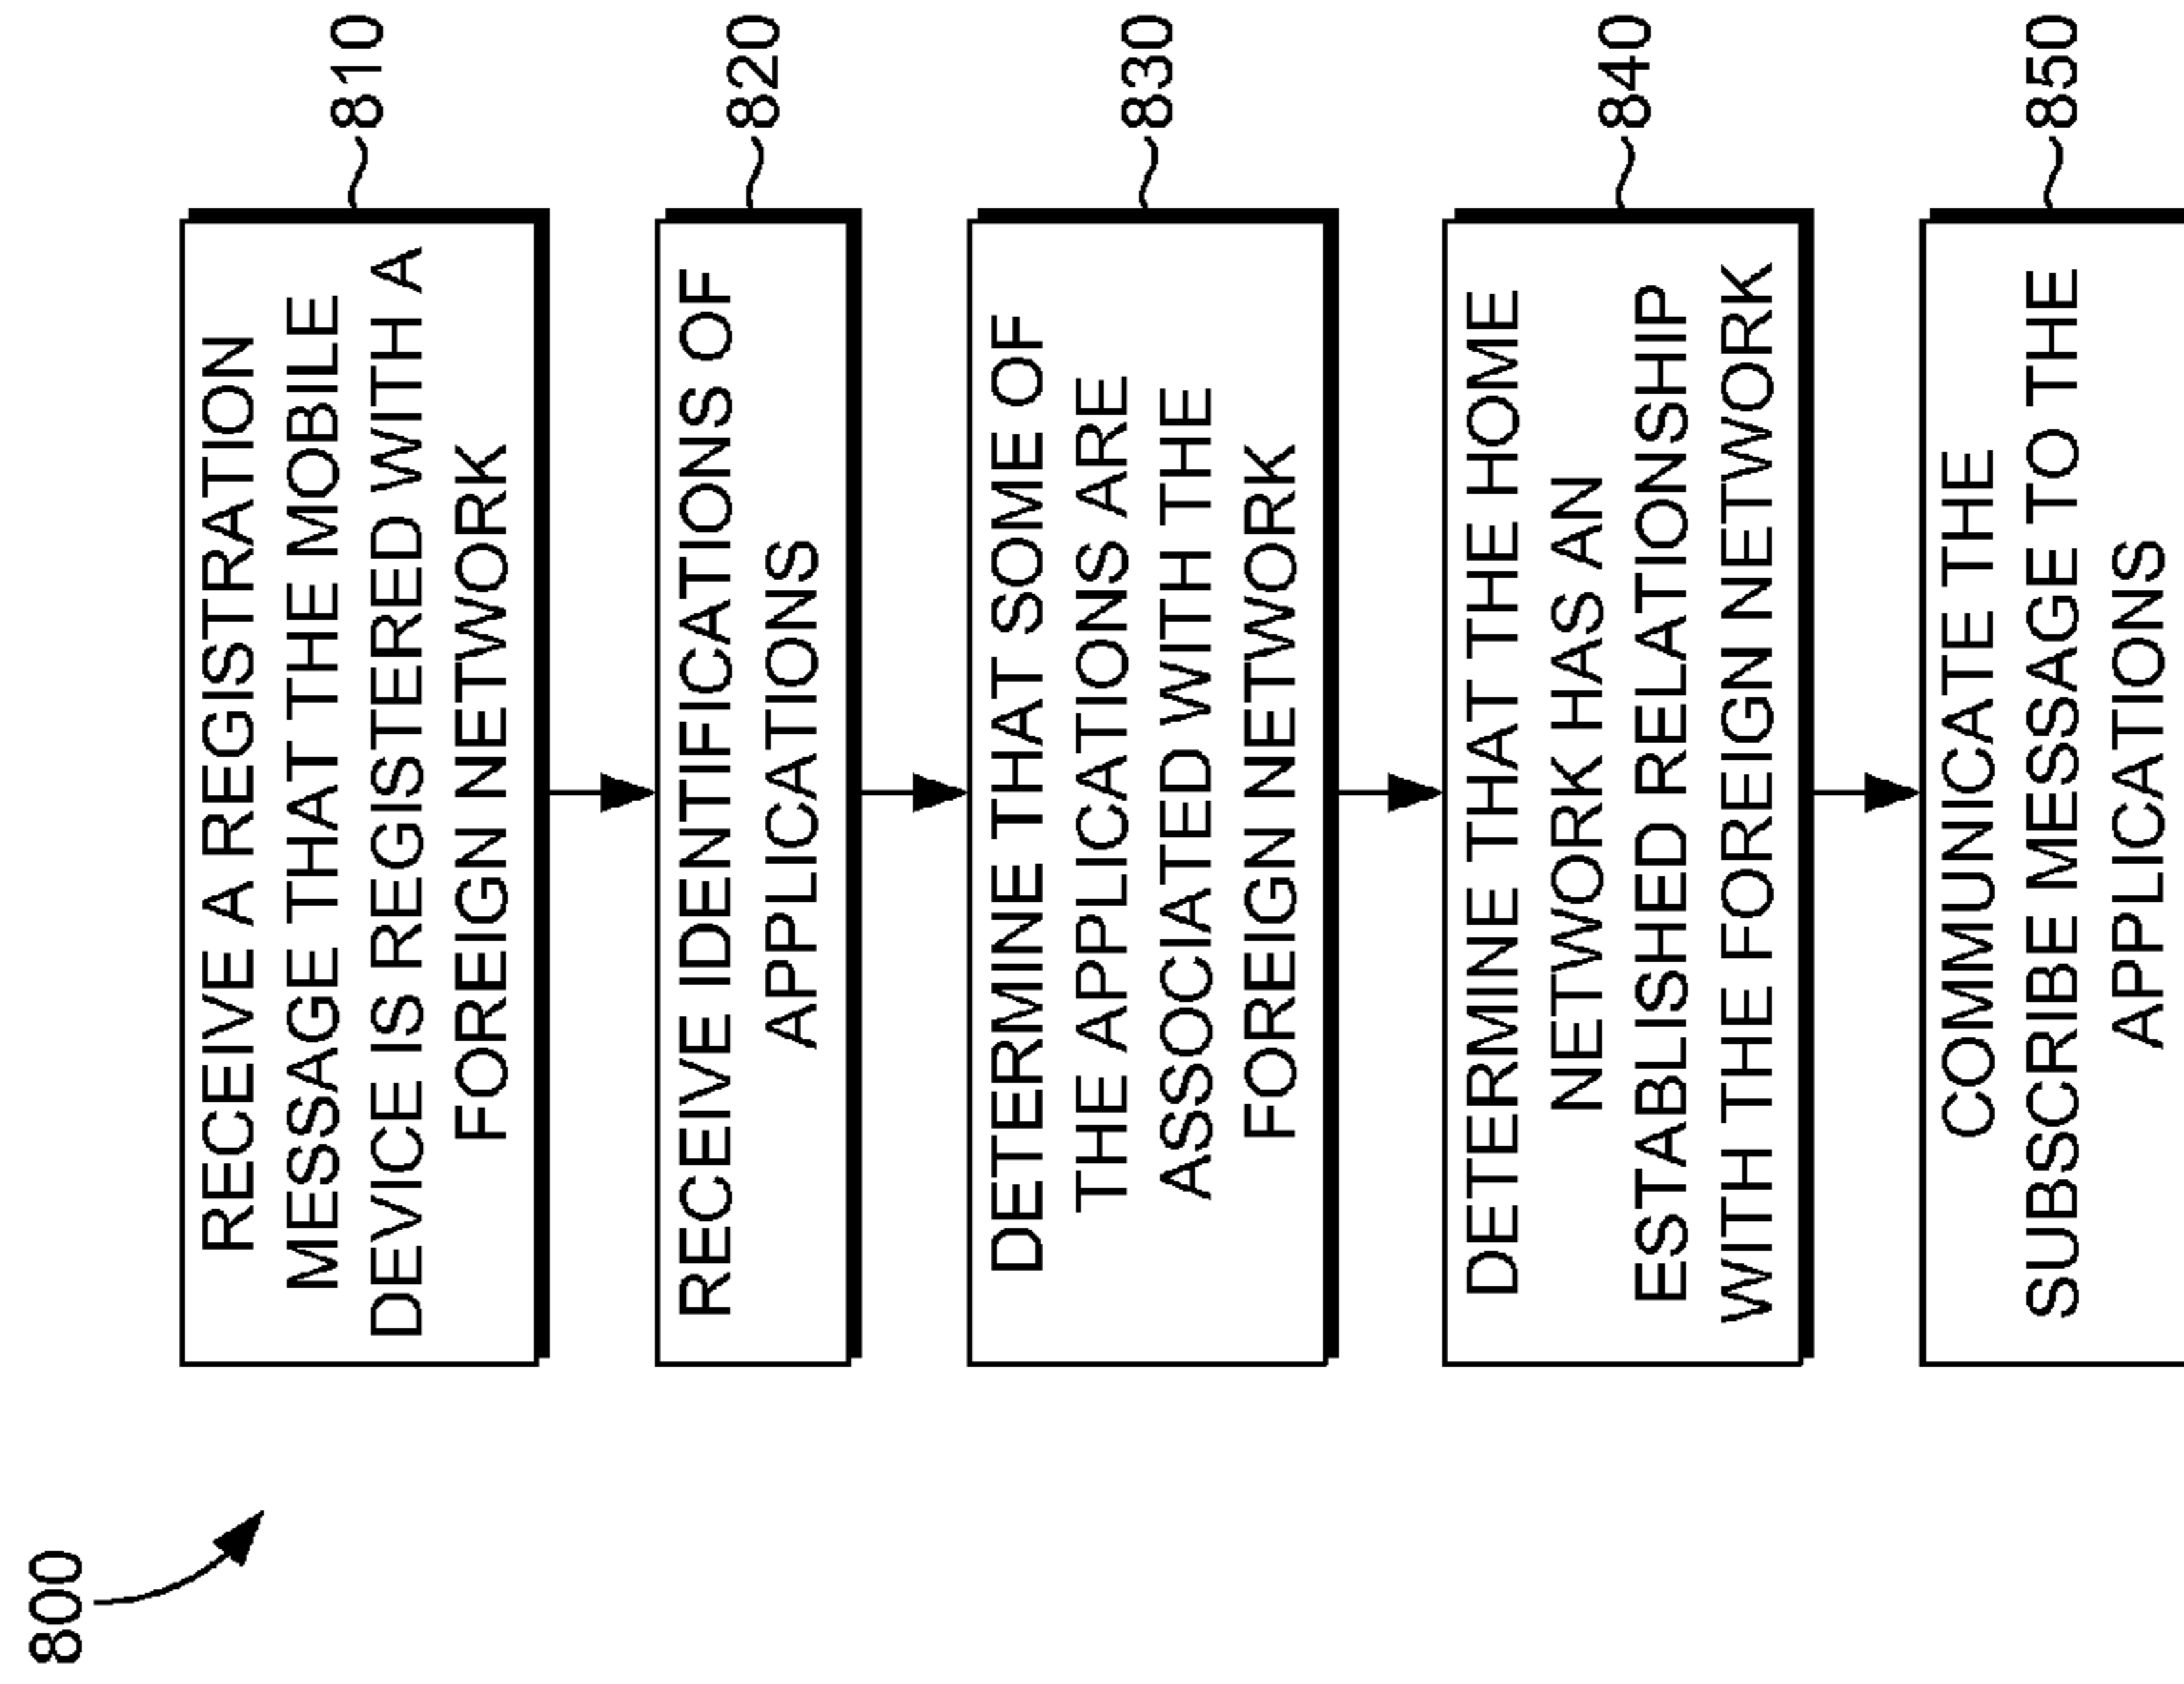 800
RECEIVE A REGISTRATION
MESSAGE THAT THE MOBILE
DEVICE IS REGISTERED WITH A
FOREIGN NETWORK
810
RECEIVE IDENTIFICATIONS OF
APPLICATIONS
820
DETERMINE THAT SOME OF
THE APPLICATIONS ARE
ASSOCIATED WITH THE
FOREIGN NETWORK
830
DETERMINE THAT THE HOME
NETWORK HAS AN
ESTABLISHED RELATIONSHIP
WITH THE FOREIGN NETWORK
840
COMMUNICATE THE
SUBSCRIBE MESSAGE TO THE
APPLICATIONS
850